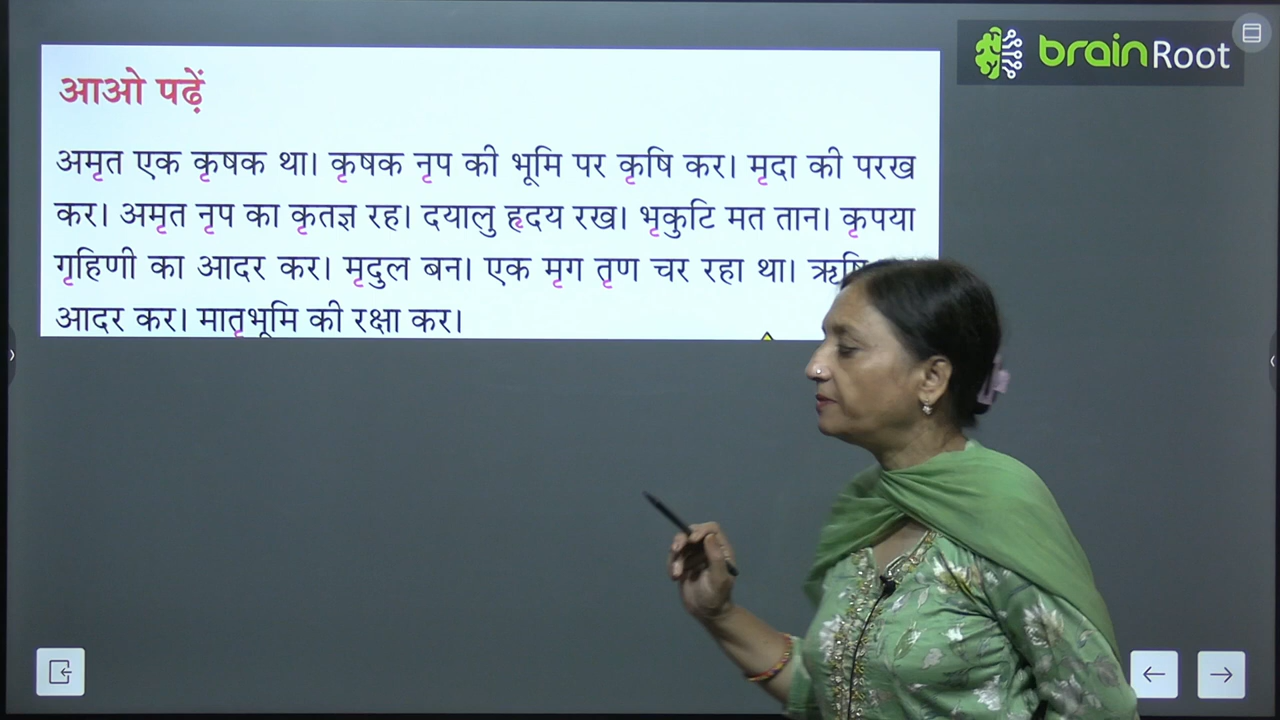 brainRoot
आओ पढ़ें
अमृत एक कृषक था। कृषक नृप की भूमि पर कृषि कर। मृदा की परख
कर। अमृत नृप का कृतज्ञ रह। दयालु हृदय रख। भृकुटि मत तान। कृपया
गृहिणी का आदर कर। मृदुल बन। एक मृग तृण चर रहा था। ऋषि
आदर कर। मातृभूमि की रक्षा कर।